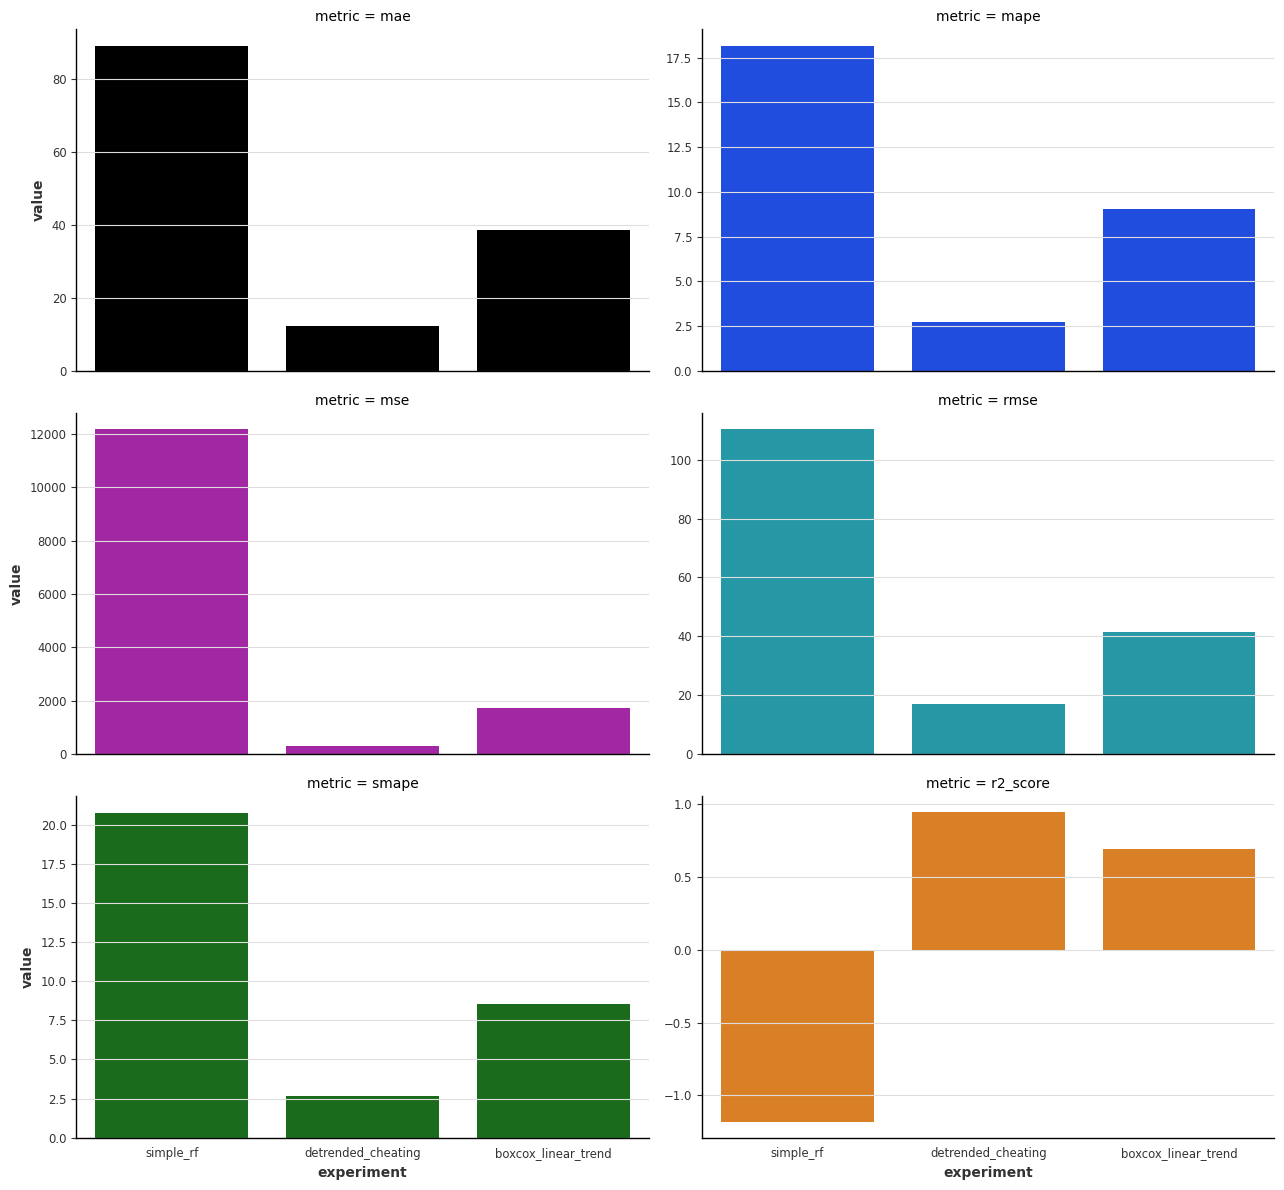 metric = mae
value
80
60
40
20
0
metric = mape
17.5
15.0
12.5
10.0
7.5
5.0
2.5
0.0
metric = mse
value
12000
10000
8000
6000
4000
2000
0
metric = rmse
100
80
60
40
20
0
metric = smape
value
20.0
17.5
15.0
12.5
10.0
7.5
5.0
2.5
0.0
simple_rf
detrended_cheating
boxcox_linear_trend
experiment
metric = r2_score
1.0
0.5
0.0
−0.5
−1.0
simple_rf
detrended_cheating
boxcox_linear_trend
experiment